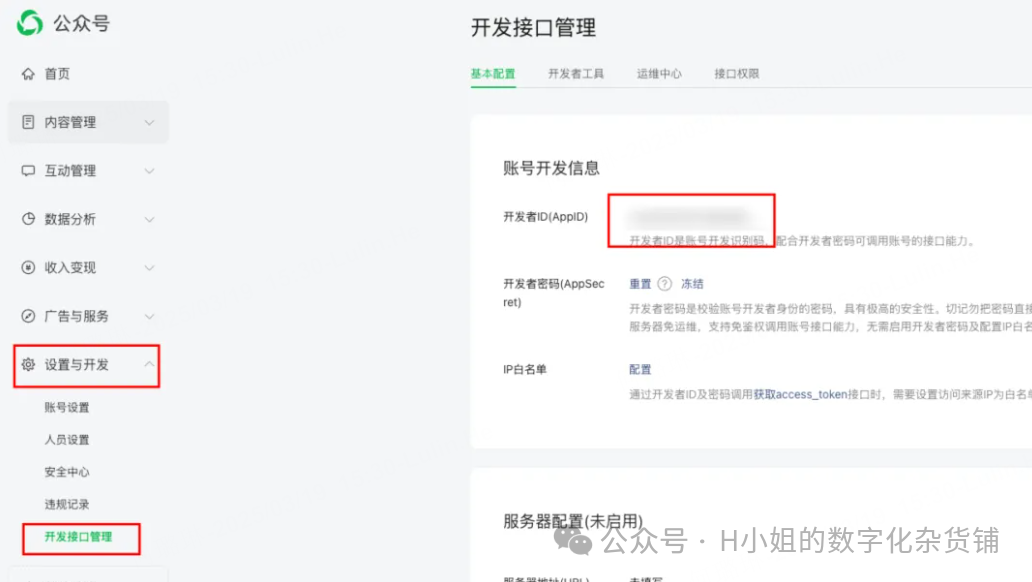 公众号
首页
内容管理
互动管理
数据分析
收入变现
广告与服务
设置与开发
账号设置
人员设置
安全中心
违规记录
开发接口管理
开发接口管理
基本配置 开发者工具 运维中心 接口权限
账号开发信息
开发者ID(AppID)
开发者ID是账号开发识别码，配合开发者密码可调用账号的接口能力。
开发者密码(AppSec
ret)
重置 ? 冻结
开发者密码是校验账号开发者身份的密码，具有极高的安全性。切记勿把密码直接
服务器免运维，支持免鉴权调用账号接口能力，无需启用开发者密码及配置IP白名
IP白名单 配置
通过开发者ID及密码调用获取access_token接口时，需要设置访问来源IP为白名单
服务器配置(未启用)
服务器地址(URL) 未填写
公众号 · H小姐的数字化杂货铺